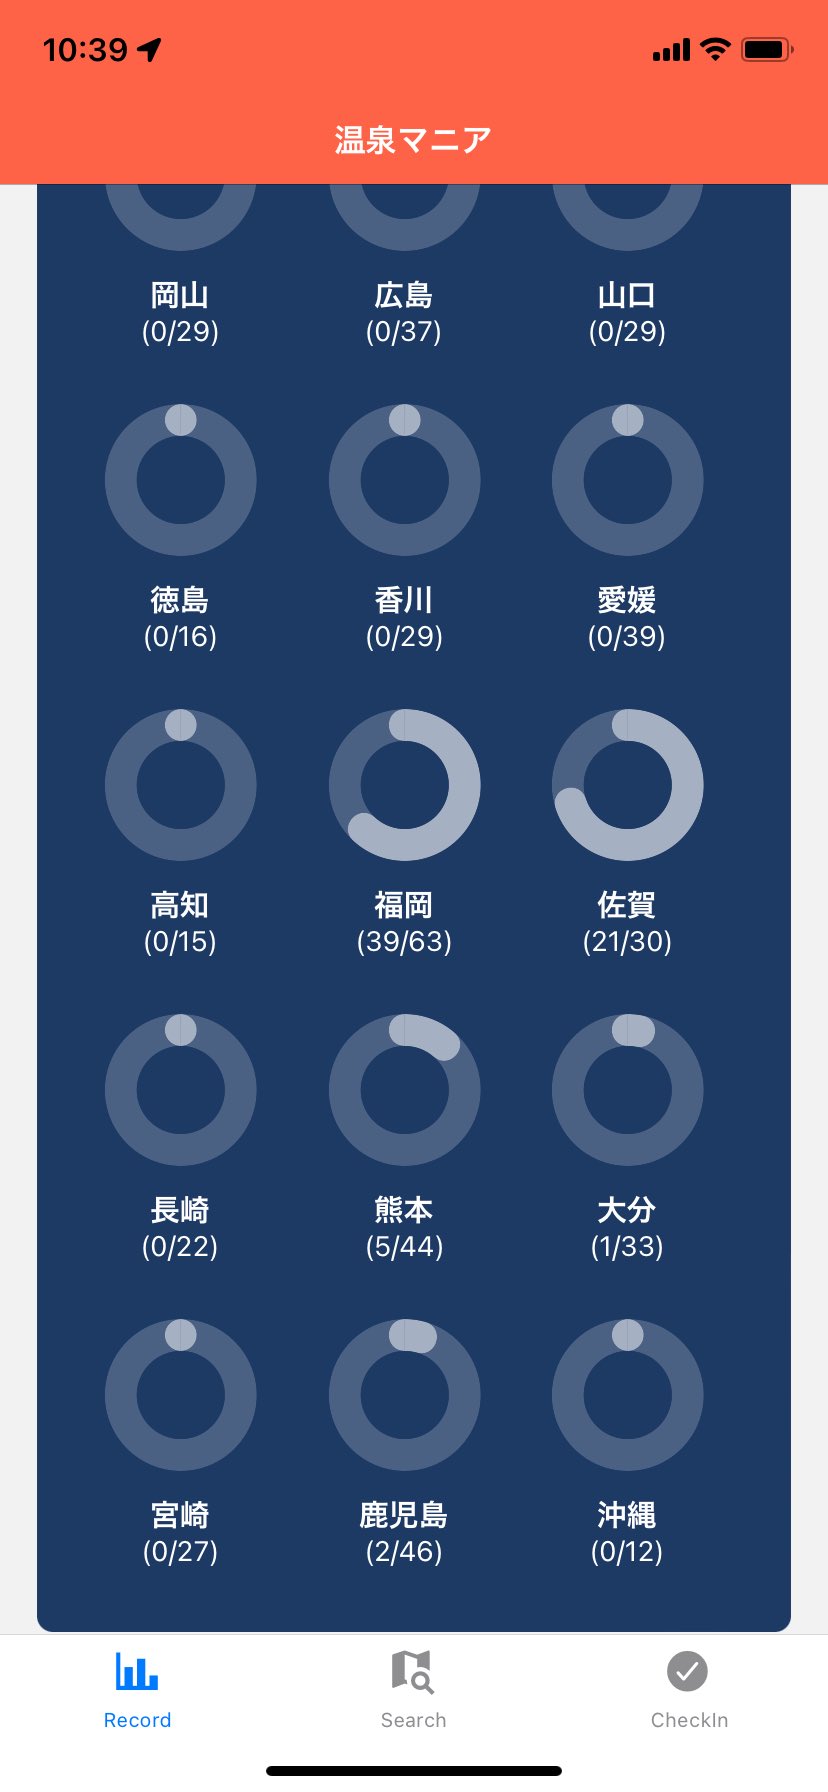 10:39
温泉マニア
岡山 広島 山口
(0/29) (0/37) (0/29)
徳島 香川 愛媛
(0/16) (0/29) (0/39)
高知 福岡 佐賀
(0/15) (39/63) (21/30)
長崎 熊本 大分
(0/22) (5/44) (1/33)
宮崎 鹿児島 沖縄
(0/27) (2/46) (0/12)
Record Search CheckIn